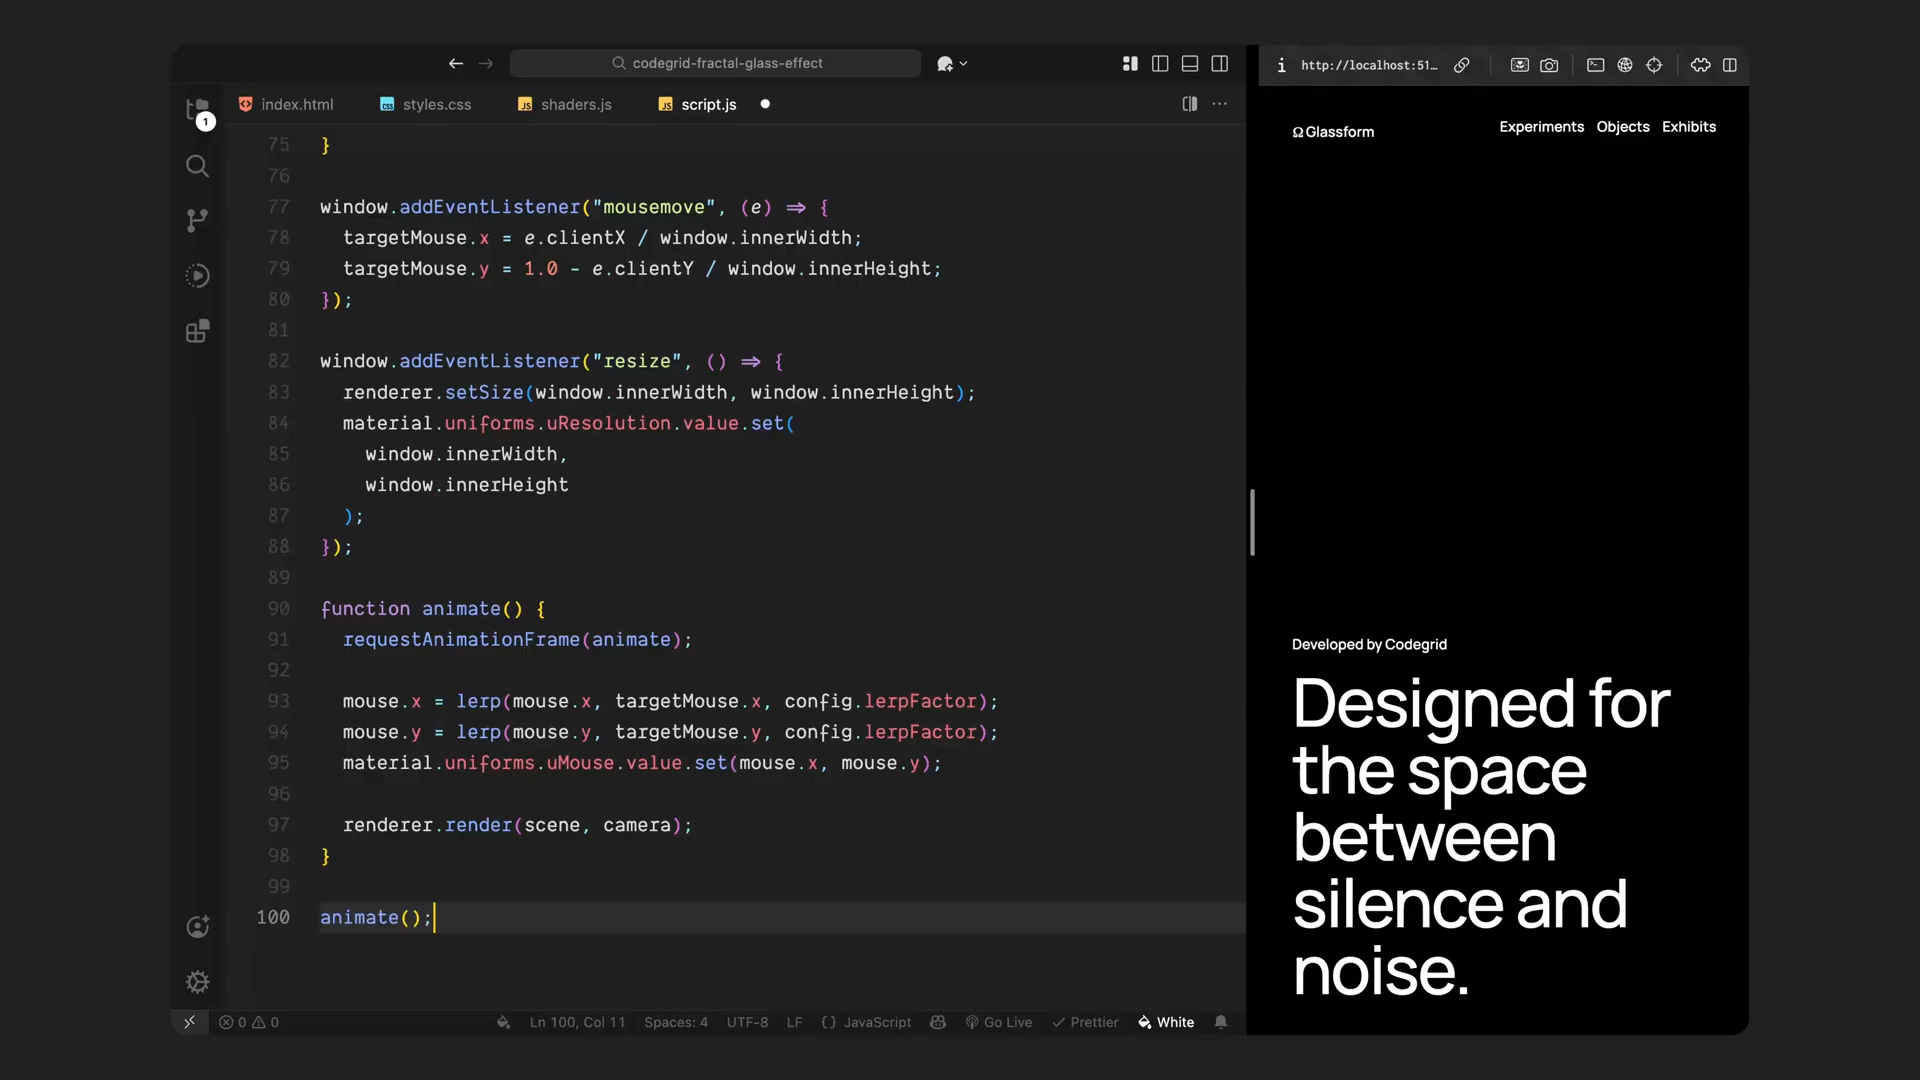 codegrid-fractal-glass-effect
http://localhost:51…
1
index.html
styles.css
JS shaders.js
JS script.js
75 }
76
77 window.addEventListener("mousemove", (e) => {
78 targetMouse.x = e.clientX / window.innerWidth;
79 targetMouse.y = 1.0 - e.clientY / window.innerHeight;
80 });
81
82 window.addEventListener("resize", () => {
83 renderer.setSize(window.innerWidth, window.innerHeight);
84 material.uniforms.uResolution.value.set(
85 window.innerWidth,
86 window.innerHeight
87 );
88 });
89
90 function animate() {
91 requestAnimationFrame(animate);
92
93 mouse.x = lerp(mouse.x, targetMouse.x, config.lerpFactor);
94 mouse.y = lerp(mouse.y, targetMouse.y, config.lerpFactor);
95 material.uniforms.uMouse.value.set(mouse.x, mouse.y);
96
97 renderer.render(scene, camera);
98 }
99
100 animate();
0 0
Ln 100, Col 11
Spaces: 4
UTF-8
LF
{} JavaScript
Go Live
Prettier
White
Ω Glassform
Experiments Objects Exhibits
Developed by Codegrid
Designed for
the space
between
silence and
noise.